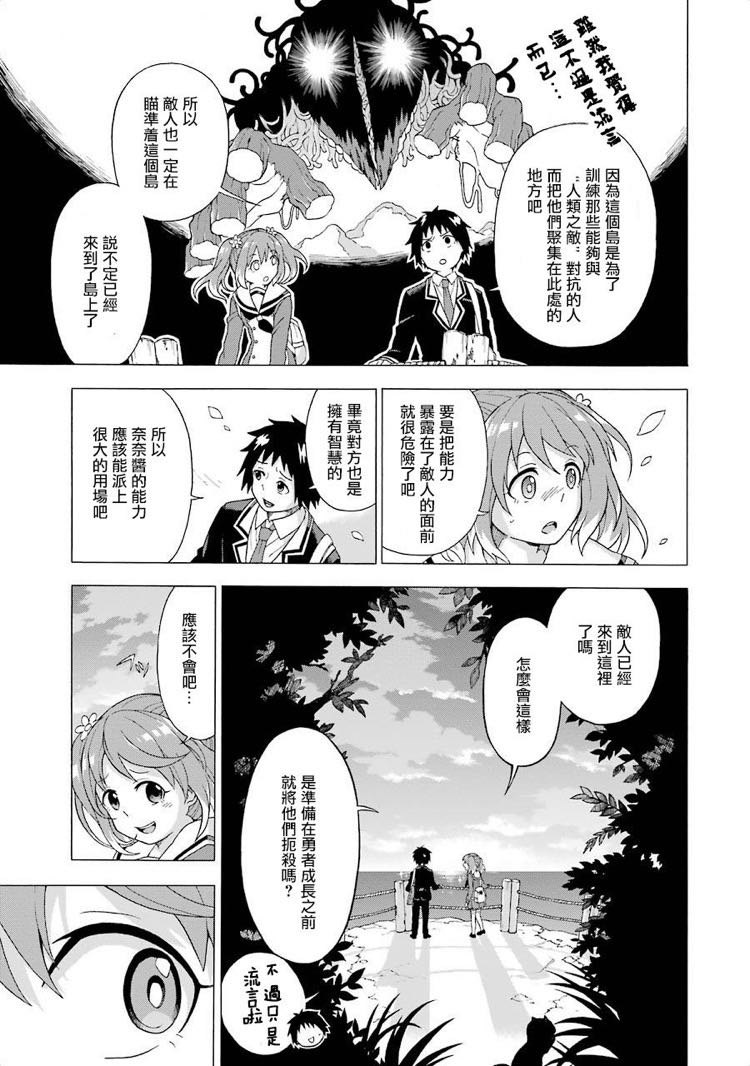 雖然我覺得
這不過是流言
而已…
因為這個島是為了
訓練那些能夠與
“人類之敵”對抗的人
而把他們聚集在此處的
地方吧
所以
敵人也一定在
瞄準着這個島
說不定已經
來到了島上了
要是把能力
暴露在了敵人的面前
就很危險了吧
畢竟對方也是
擁有智慧的
所以
奈奈醬的能力
應該能派上
很大的用場吧
敵人已經
來到這裡
了嗎
怎麼會這樣
是準備在勇者成長之前
就將他們扼殺嗎？
不過只是
流言啦
應該不會吧…